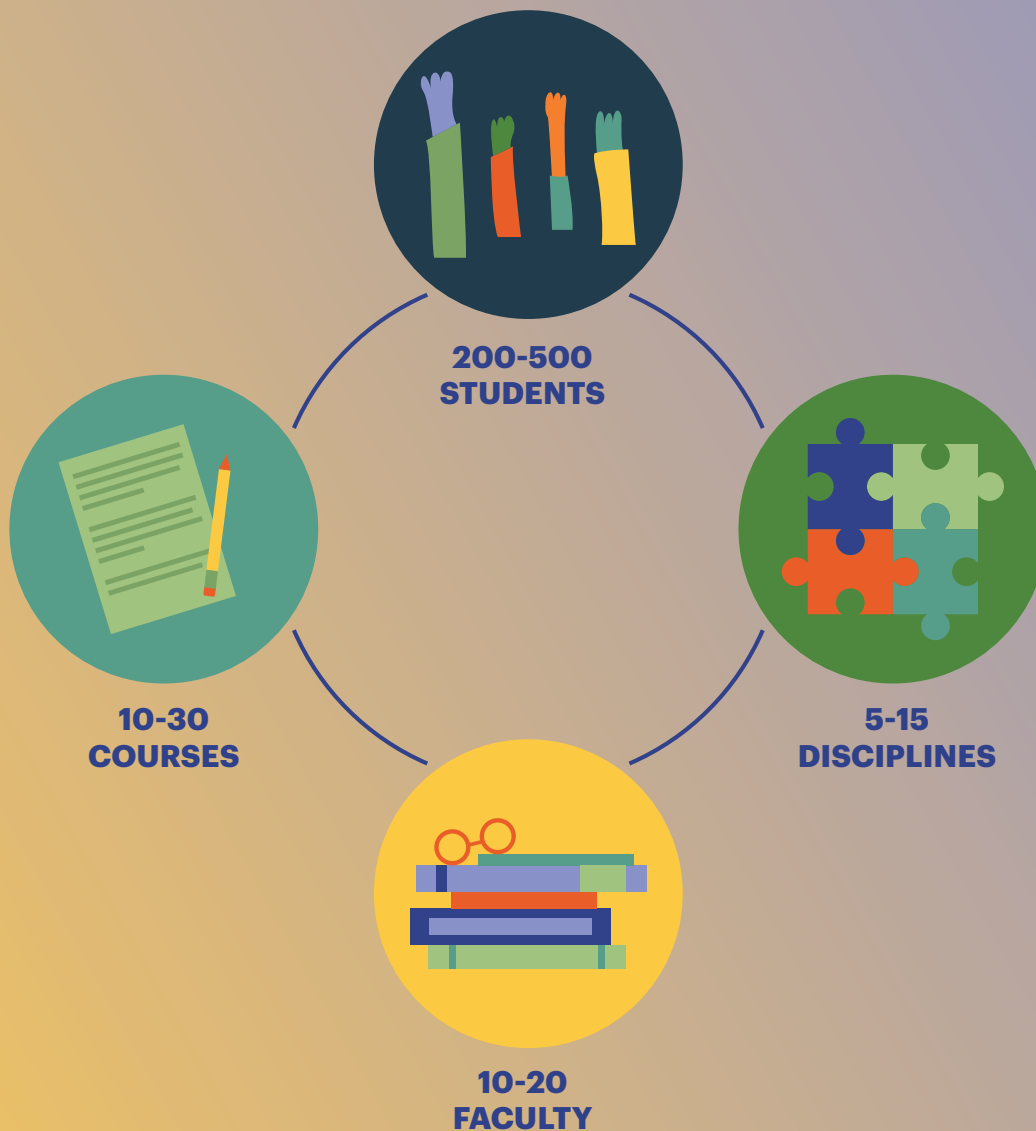 200-500
STUDENTS
10-30
COURSES
5-15
DISCIPLINES
10-20
FACULTY